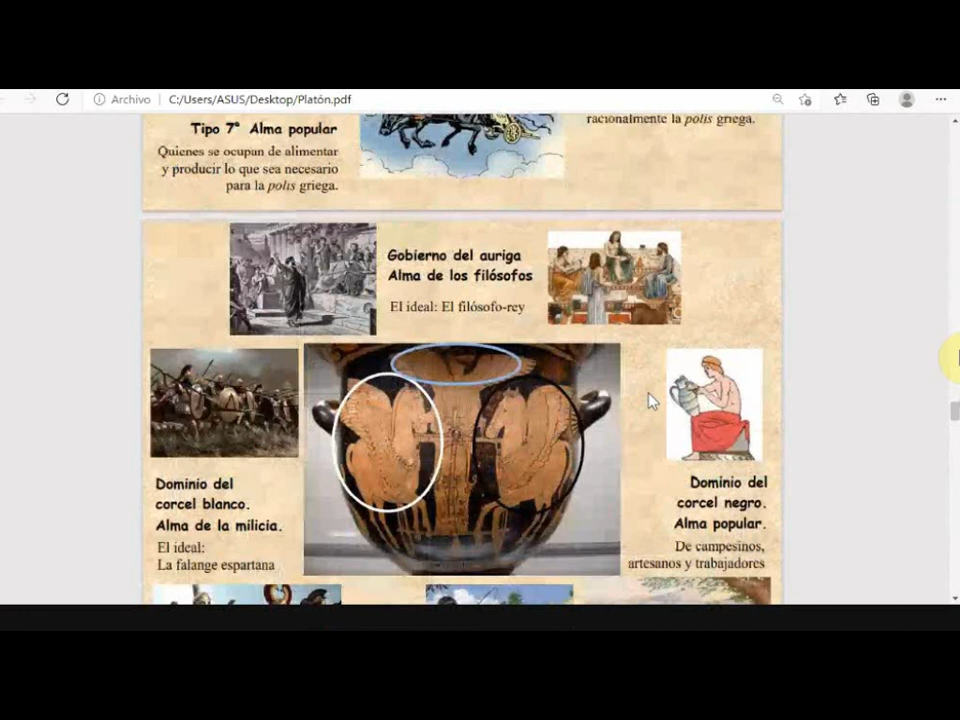 Archivo
C:/Users/ASUS/Desktop/Platón.pdf
Tipo 7° Alma popular
Quienes se ocupan de alimentar
y producir lo que sea necesario
para la polis griega.
racionalmente la polis griega.
Gobierno del auriga
Alma de los filósofos
El ideal: El filósofo-rey
Dominio del
corcel blanco.
Alma de la milicia.
El ideal:
La falange espartana
Dominio del
corcel negro.
Alma popular.
De campesinos,
artesanos y trabajadores